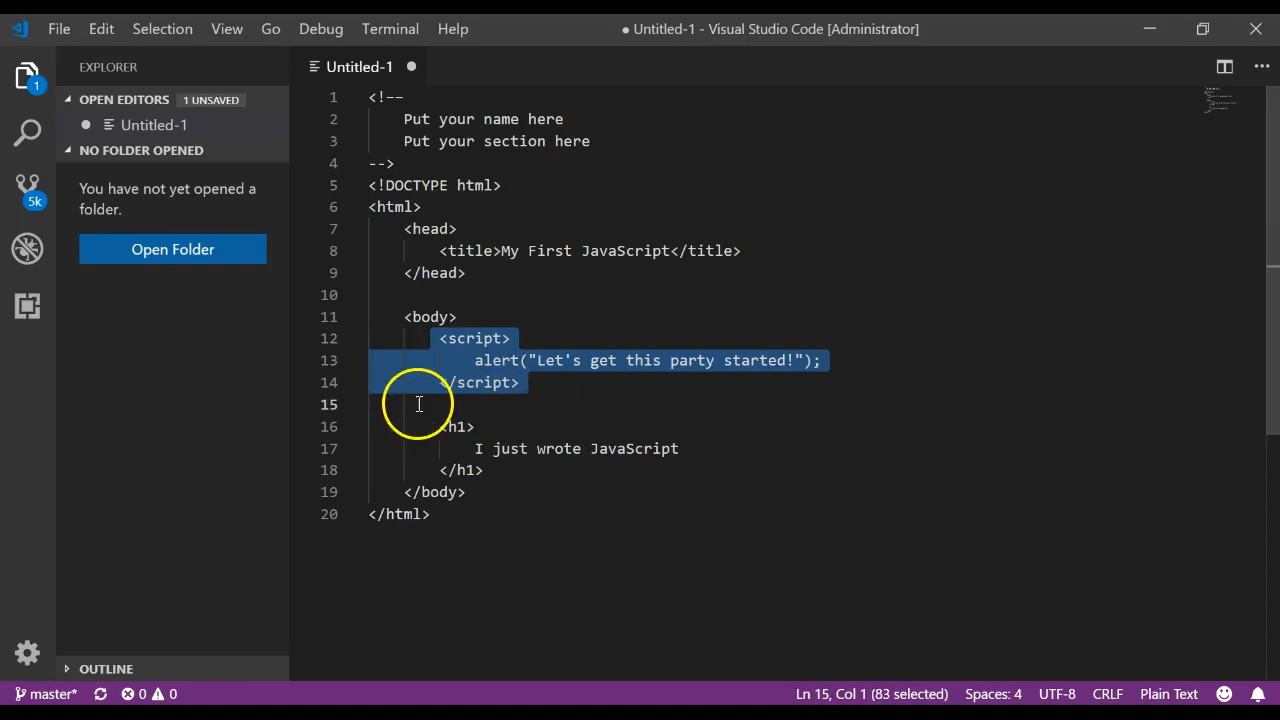 File Edit Selection View Go Debug Terminal Help ● Untitled-1 - Visual Studio Code [Administrator]
EXPLORER
OPEN EDITORS 1 UNSAVED
Untitled-1
NO FOLDER OPENED
You have not yet opened a
folder.
Open Folder
OUTLINE
1
5k
Untitled-1
1 <!--
2 Put your name here
3 Put your section here
4 -->
5 <!DOCTYPE html>
6 <html>
7 <head>
8 <title>My First JavaScript</title>
9 </head>
10
11 <body>
12 <script>
13 alert("Let's get this party started!");
14 </script>
15
16 <h1>
17 I just wrote JavaScript
18 </h1>
19 </body>
20 </html>
master* 0 0 Ln 15, Col 1 (83 selected) Spaces: 4 UTF-8 CRLF Plain Text